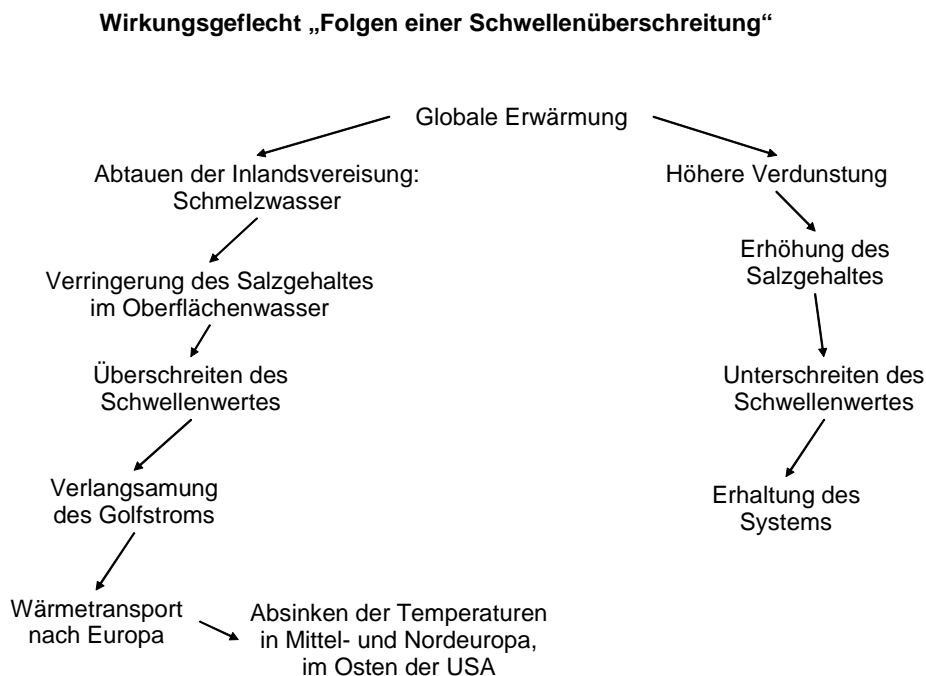 Wirkungsgeflecht „Folgen einer Schwellenüberschreitung“
Globale Erwärmung
Abtauen der Inlandsvereisung:
Schmelzwasser
Verringerung des Salzgehaltes
im Oberflächenwasser
Überschreiten des
Schwellenwertes
Verlangsamung
des Golfstroms
Wärmetransport
nach Europa
Absinken der Temperaturen
in Mittel- und Nordeuropa,
im Osten der USA
Höhere Verdunstung
Erhöhung des
Salzgehaltes
Unterschreiten des
Schwellenwertes
Erhaltung des
Systems